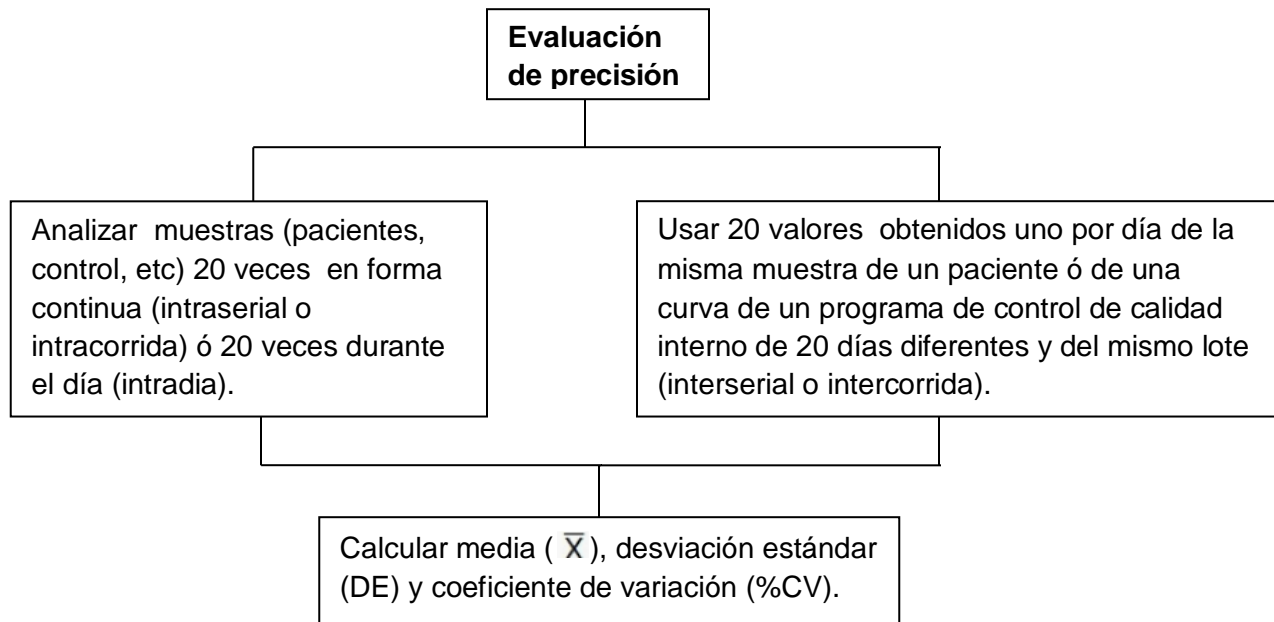 Evaluación
de precisión
Analizar muestras (pacientes,
control, etc) 20 veces en forma
continua (intraserial o
intracorrida) ó 20 veces durante
el día (intradia).
Usar 20 valores obtenidos uno por día de la
misma muestra de un paciente ó de una
curva de un programa de control de calidad
interno de 20 días diferentes y del mismo lote
(interserial o intercorrida).
Calcular media ( x̅ ), desviación estándar
(DE) y coeficiente de variación (%CV).